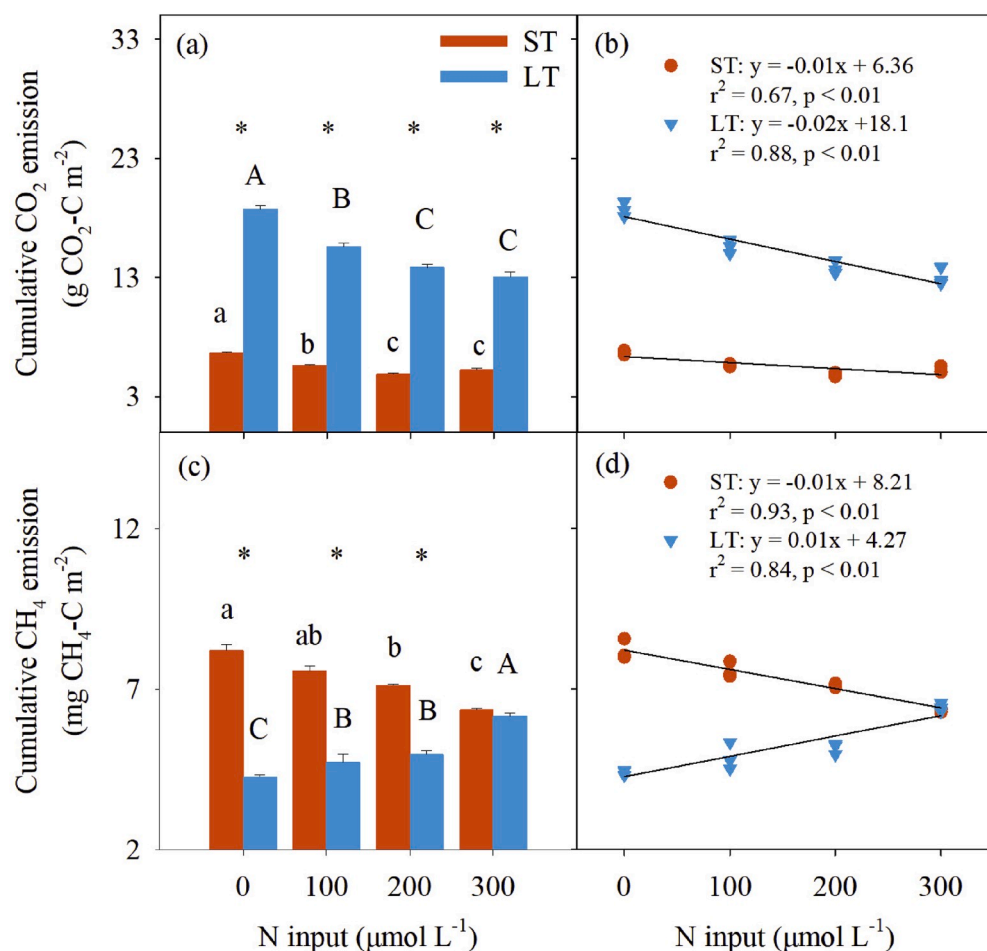 (a)
ST
LT
33
23
13
3
Cumulative CO₂ emission
(g CO₂-C m⁻²)
* * * *
A
B
C
C
a
b
c
c
(b)
ST: y = -0.01x + 6.36
r² = 0.67, p < 0.01
LT: y = -0.02x +18.1
r² = 0.88, p < 0.01
(c)
12
7
2
Cumulative CH₄ emission
(mg CH₄-C m⁻²)
* * *
a
ab
b
c
A
C
B
B
0 100 200 300
N input (μmol L⁻¹)
(d)
ST: y = -0.01x + 8.21
r² = 0.93, p < 0.01
LT: y = 0.01x + 4.27
r² = 0.84, p < 0.01
0 100 200 300
N input (μmol L⁻¹)